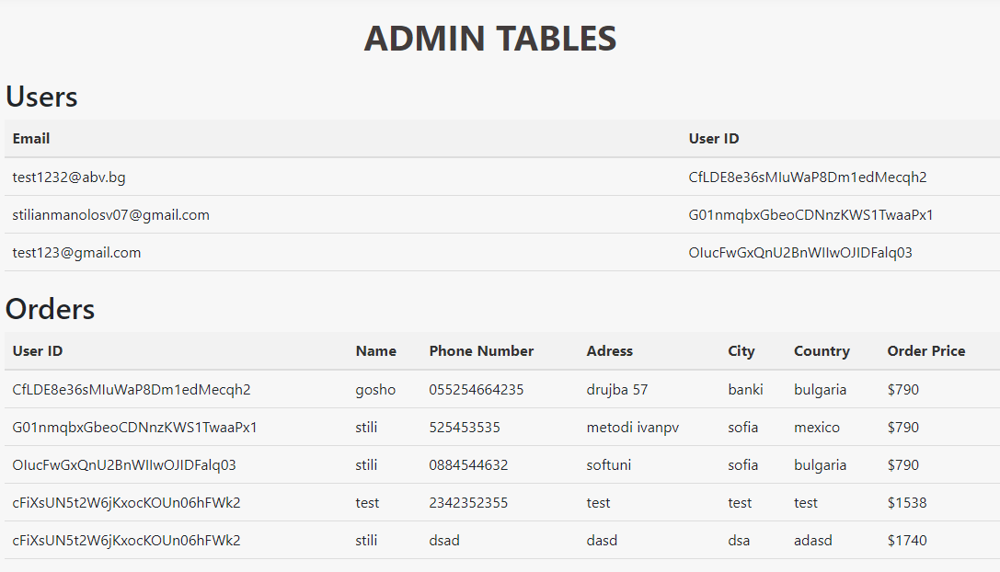 ADMIN TABLES
Users
Email User ID
test1232@abv.bg CfLDE8e36sMIuWaP8Dm1edMecqh2
stilianmanolosv07@gmail.com G01nmqbxGbeoCDNnzKWS1TwaaPx1
test123@gmail.com OIucFwGxQnU2BnWIIwOJIDFalq03
Orders
User ID Name Phone Number Adress City Country Order Price
CfLDE8e36sMIuWaP8Dm1edMecqh2 gosho 055254664235 drujba 57 banki bulgaria $790
G01nmqbxGbeoCDNnzKWS1TwaaPx1 stili 525453535 metodi ivanpv sofia mexico $790
OIucFwGxQnU2BnWIIwOJIDFalq03 stili 0884544632 softuni sofia bulgaria $790
cFiXsUN5t2W6jKxocKOUn06hFWk2 test 2342352355 test test test $1538
cFiXsUN5t2W6jKxocKOUn06hFWk2 stili dsad dasd dsa adasd $1740